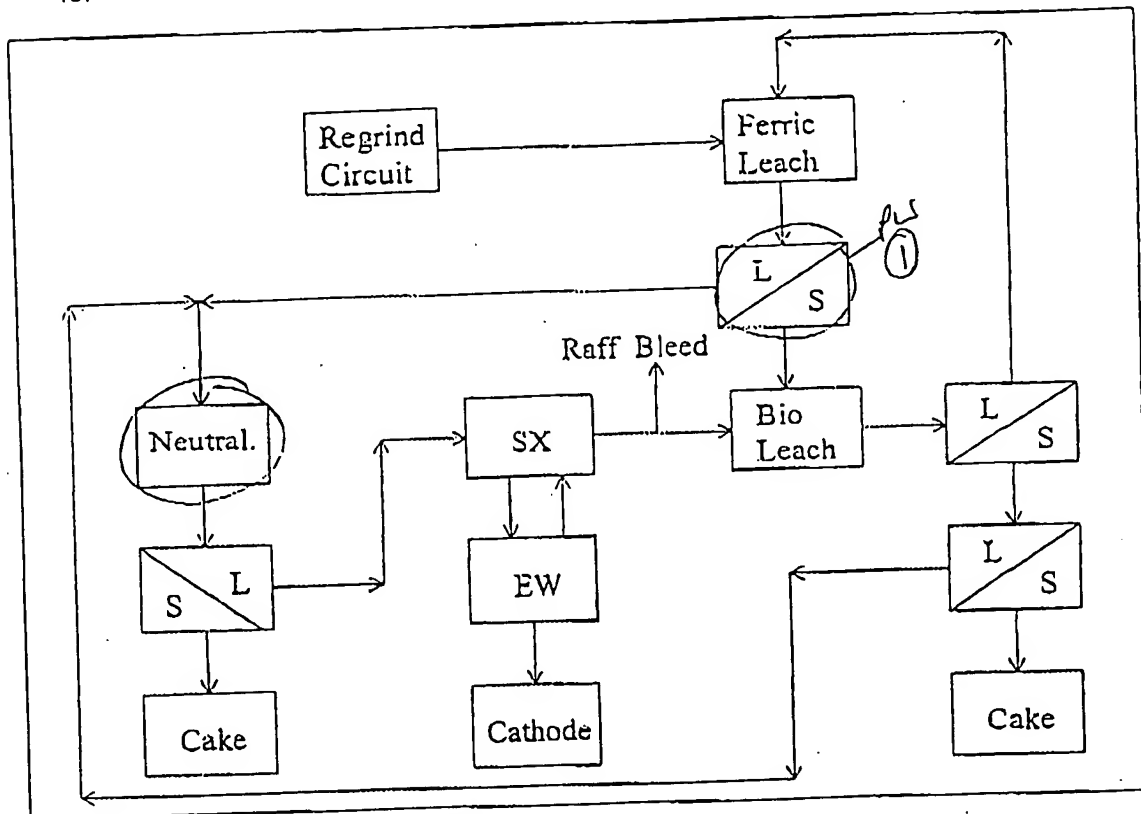 Regrind
Circuit
Ferric
Leach
L
S
1
Raff Bleed
Neutral.
SX
Bio
Leach
L
S
S
L
EW
L
S
Cake
Cathode
Cake